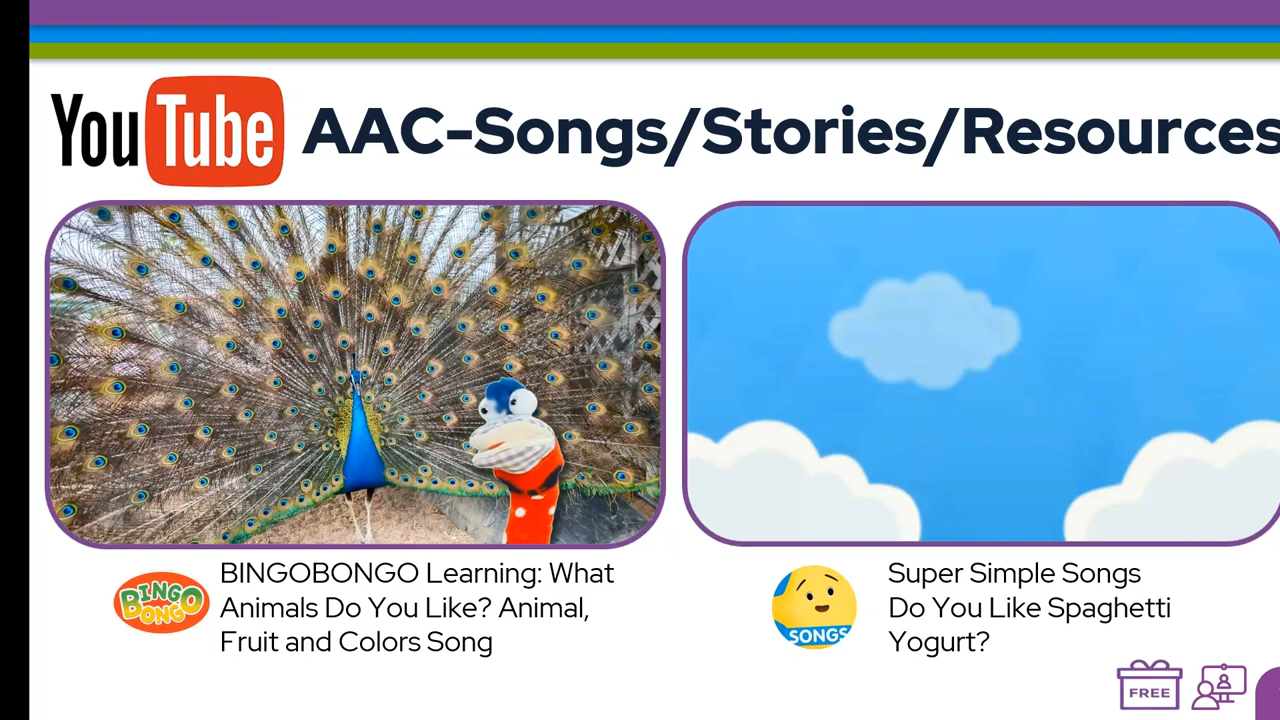 YouTube AAC-Songs/Stories/Resources
BINGOBONGO Learning: What
Animals Do You Like? Animal,
Fruit and Colors Song
BINGO
BONGO
Super Simple Songs
Do You Like Spaghetti
Yogurt?
SONGS
FREE